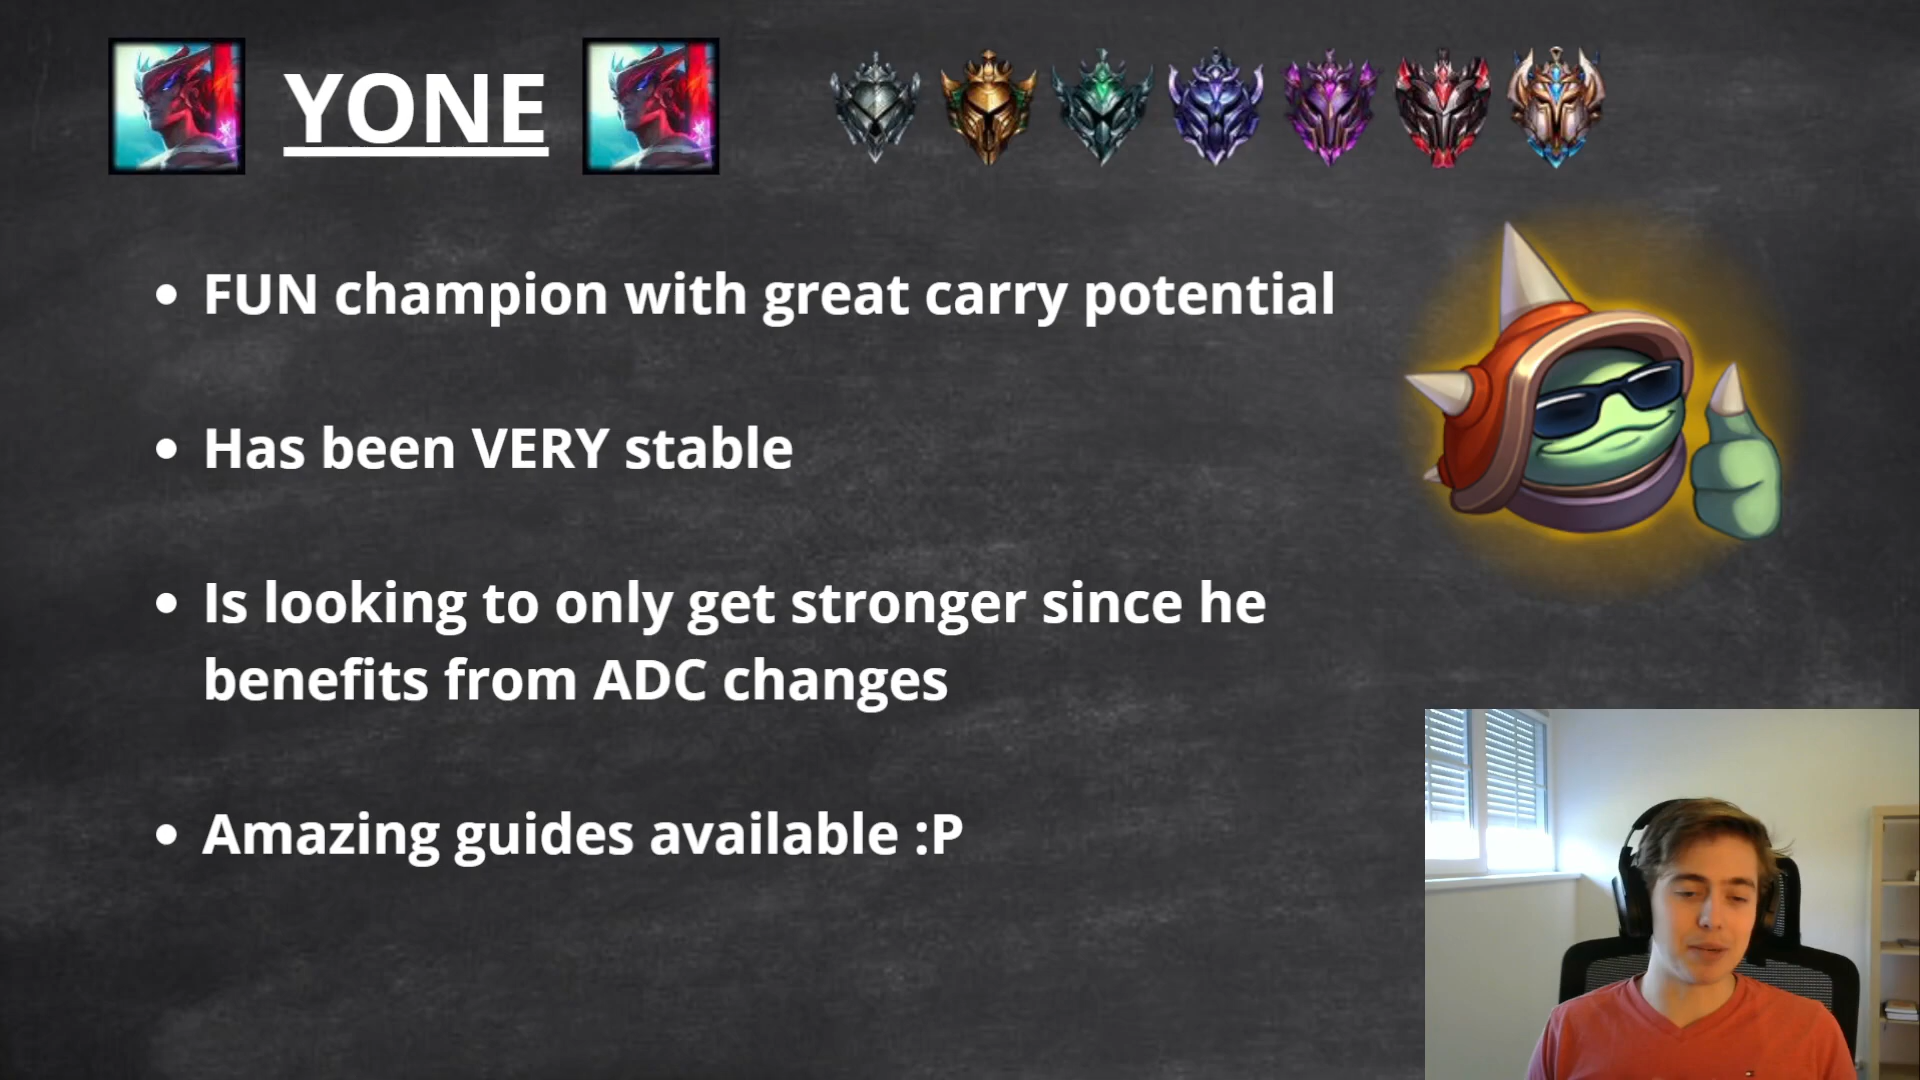 YONE
• FUN champion with great carry potential
• Has been VERY stable
• Is looking to only get stronger since he
benefits from ADC changes
• Amazing guides available :P